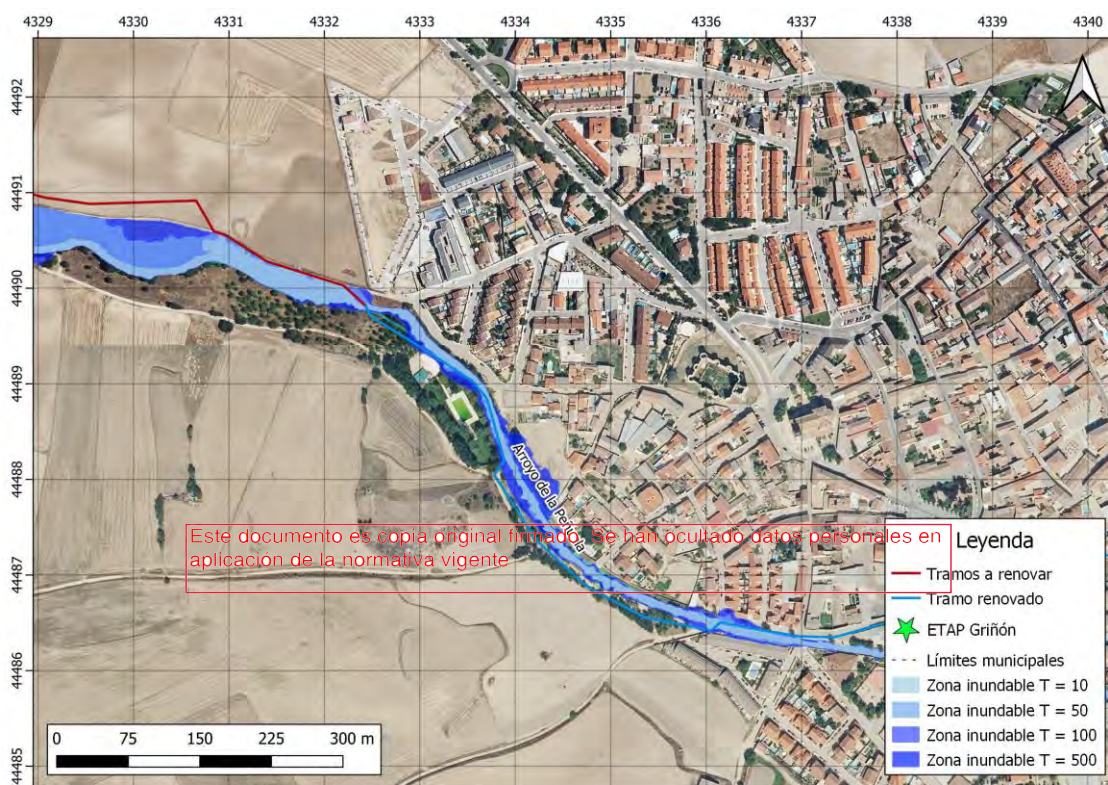 4329 4330 4331 4332 4333 4334 4335 4336 4337 4338 4339 4340
44492
44491
44490
44489
44488
44487
44486
44485
Arroyo de la Peñuela
Este documento es copia original firmado. Se han ocultado datos personales en
aplicación de la normativa vigente
Leyenda
Tramos a renovar
Tramo renovado
ETAP Griñón
Límites municipales
Zona inundable T = 10
Zona inundable T = 50
Zona inundable T = 100
Zona inundable T = 500
0 75 150 225 300 m